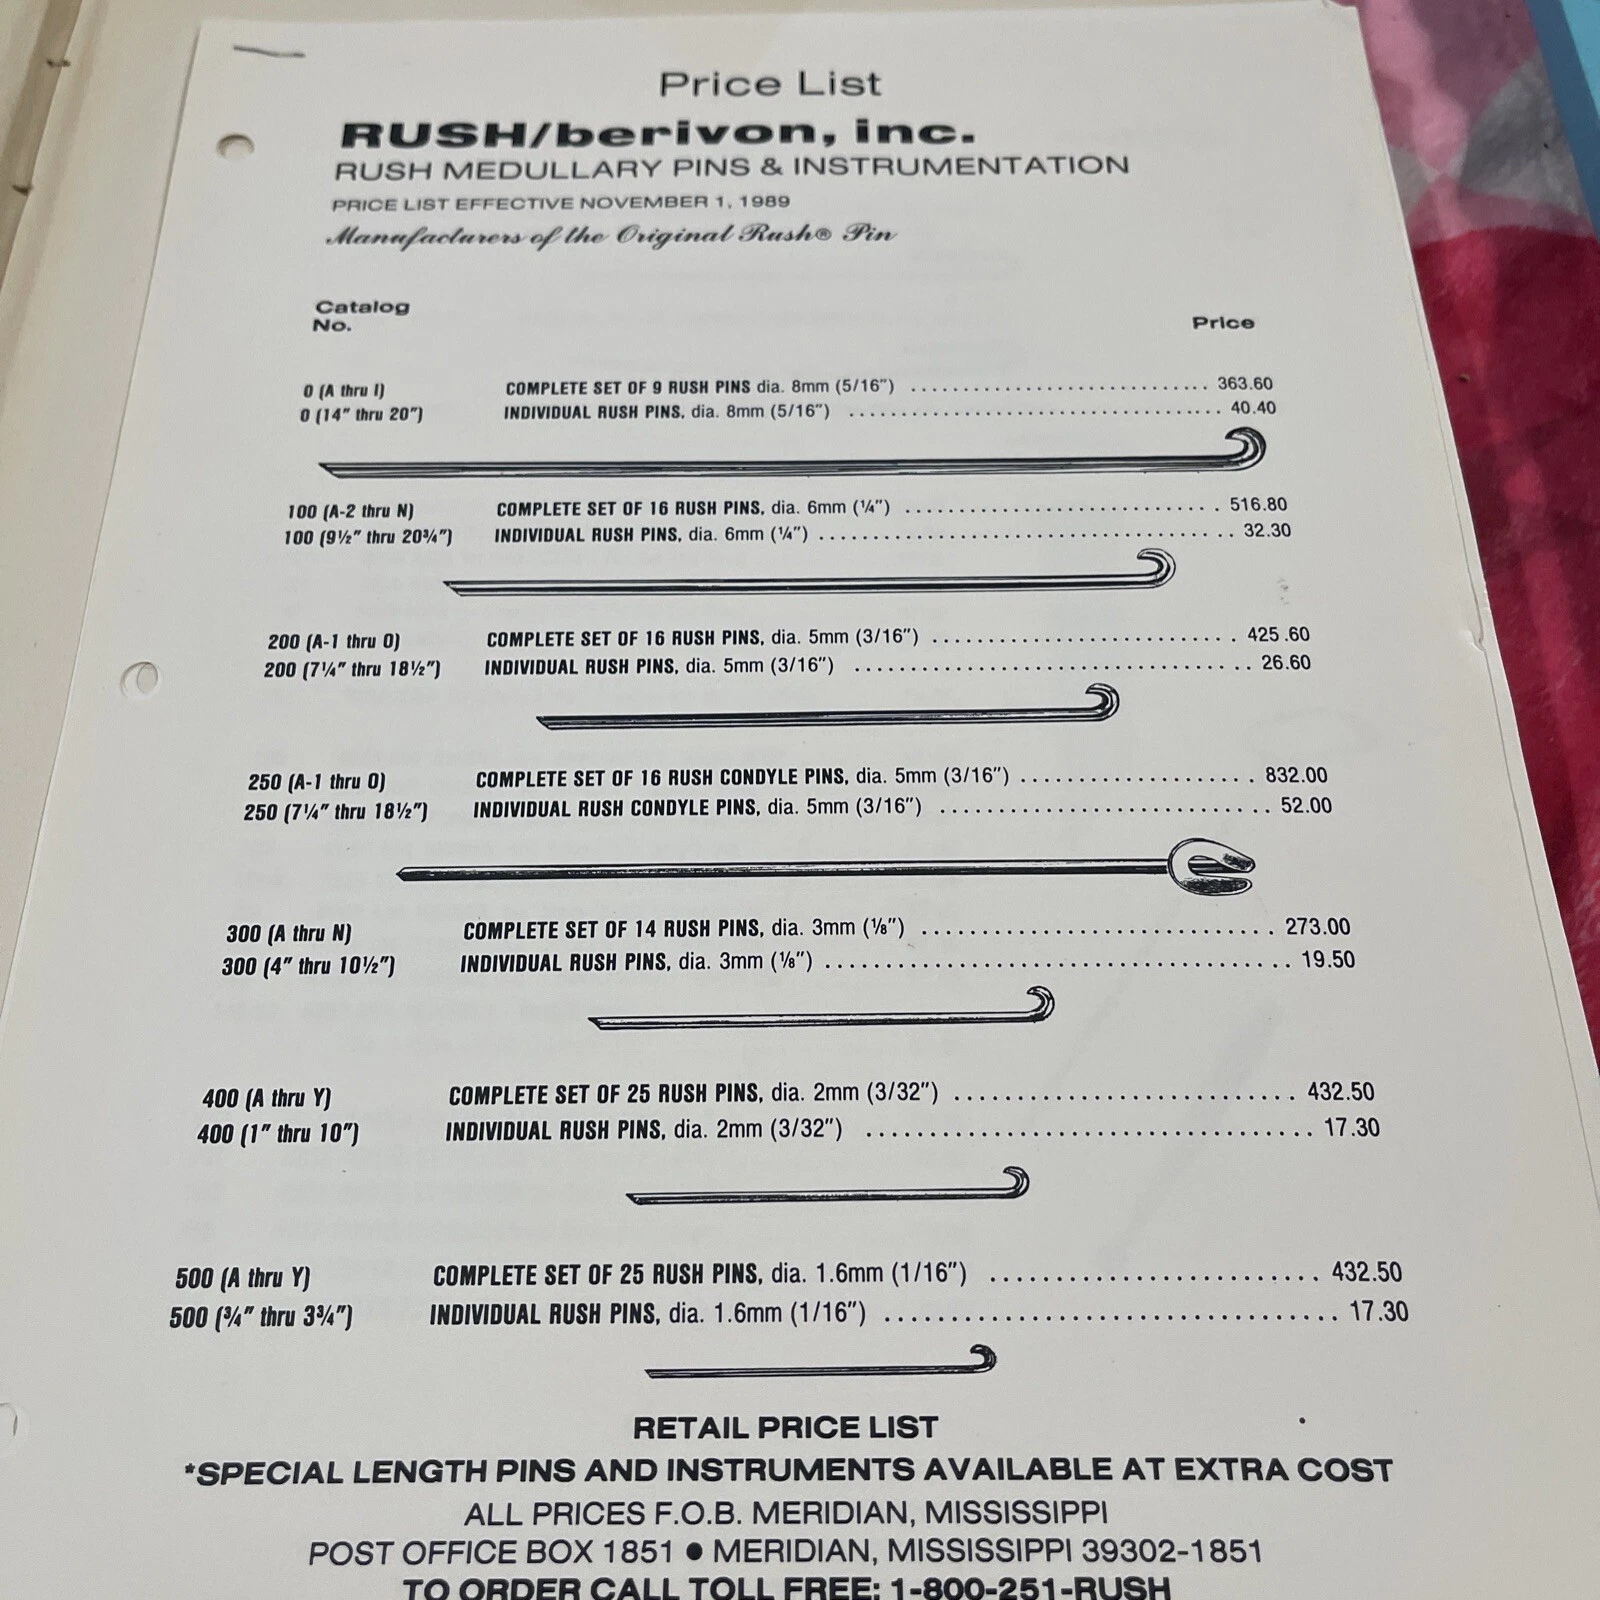 Price List
RUSH/berivon, inc.
RUSH MEDULLARY PINS & INSTRUMENTATION
PRICE LIST EFFECTIVE NOVEMBER 1, 1989
Manufacturers of the Original Rush® Pin
Catalog
No. Price
0 (A thru I) COMPLETE SET OF 9 RUSH PINS dia. 8mm (5/16") ............................ 363.60
0 (14" thru 20") INDIVIDUAL RUSH PINS, dia. 8mm (5/16") .................................... 40.40
100 (A-2 thru N) COMPLETE SET OF 16 RUSH PINS, dia. 6mm (¼") ............................... 516.80
100 (9½" thru 20¾") INDIVIDUAL RUSH PINS, dia. 6mm (¼") ........................................ 32.30
200 (A-1 thru O) COMPLETE SET OF 16 RUSH PINS, dia. 5mm (3/16") ............................. 425.60
200 (7¼" thru 18½") INDIVIDUAL RUSH PINS, dia. 5mm (3/16") ..................................... 26.60
250 (A-1 thru O) COMPLETE SET OF 16 RUSH CONDYLE PINS, dia. 5mm (3/16") ...................... 832.00
250 (7¼" thru 18½") INDIVIDUAL RUSH CONDYLE PINS, dia. 5mm (3/16") ............................. 52.00
300 (A thru N) COMPLETE SET OF 14 RUSH PINS, dia. 3mm (⅛") ............................... 273.00
300 (4" thru 10½") INDIVIDUAL RUSH PINS, dia. 3mm (⅛") ........................................ 19.50
400 (A thru Y) COMPLETE SET OF 25 RUSH PINS, dia. 2mm (3/32") ............................ 432.50
400 (1" thru 10") INDIVIDUAL RUSH PINS, dia. 2mm (3/32") ..................................... 17.30
500 (A thru Y) COMPLETE SET OF 25 RUSH PINS, dia. 1.6mm (1/16") .......................... 432.50
500 (¾" thru 3¾") INDIVIDUAL RUSH PINS, dia. 1.6mm (1/16") ................................... 17.30
RETAIL PRICE LIST
*SPECIAL LENGTH PINS AND INSTRUMENTS AVAILABLE AT EXTRA COST
ALL PRICES F.O.B. MERIDIAN, MISSISSIPPI
POST OFFICE BOX 1851 ● MERIDIAN, MISSISSIPPI 39302-1851
TO ORDER CALL TOLL FREE: 1-800-251-RUSH